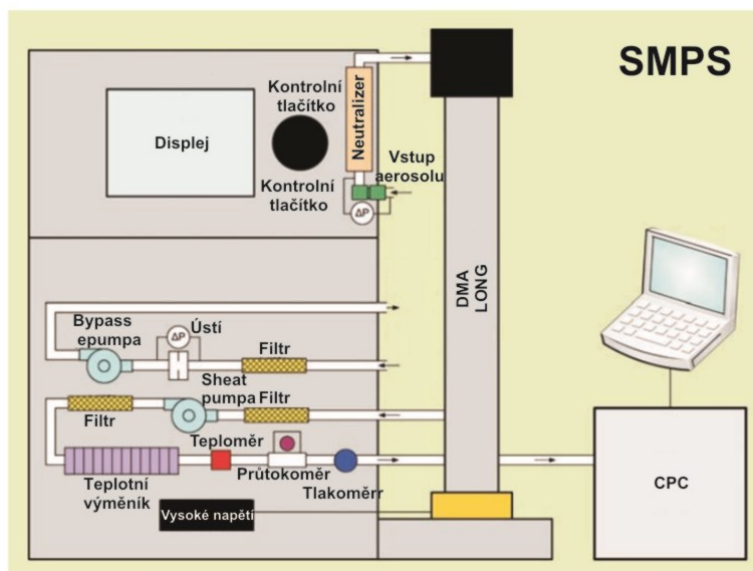 SMPS
Kontrolní
tlačítko
Displej
Neutralizer
Vstup
aerosolu
Kontrolní
tlačítko
ΔP
DMA
LONG
Bypass
epumpa
ΔP
Ústí
Filtr
Sheat
pumpa
Filtr
Filtr
Teploměr
Průtokoměr
Tlakoměrr
Teplotní
výměník
Vysoké napětí
CPC